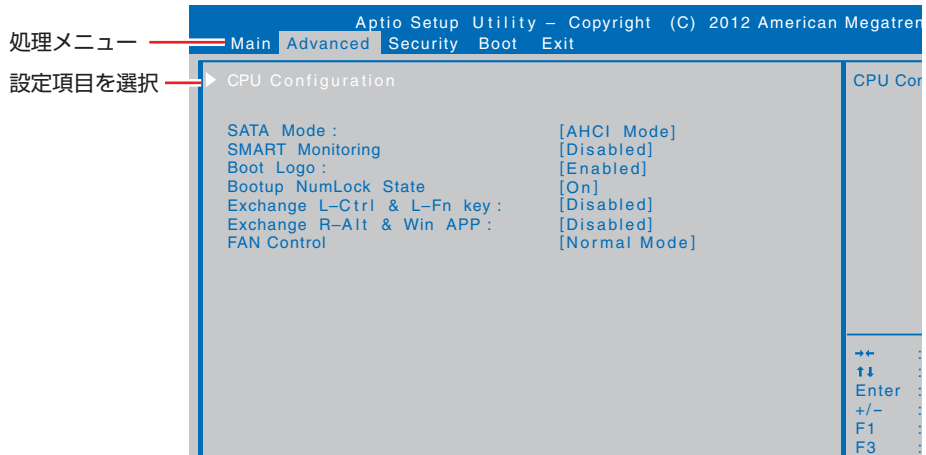 Aptio Setup Utility – Copyright (C) 2012 American Megatren
処理メニュー
Main Advanced Security Boot Exit
設定項目を選択
CPU Configuration
CPU Cor
SATA Mode : [AHCI Mode]
SMART Monitoring [Disabled]
Boot Logo : [Enabled]
Bootup NumLock State [On]
Exchange L–Ctrl & L–Fn key : [Disabled]
Exchange R–Alt & Win APP : [Disabled]
FAN Control [Normal Mode]
→← :
↑↓ :
Enter :
+/– :
F1 :
F3 :